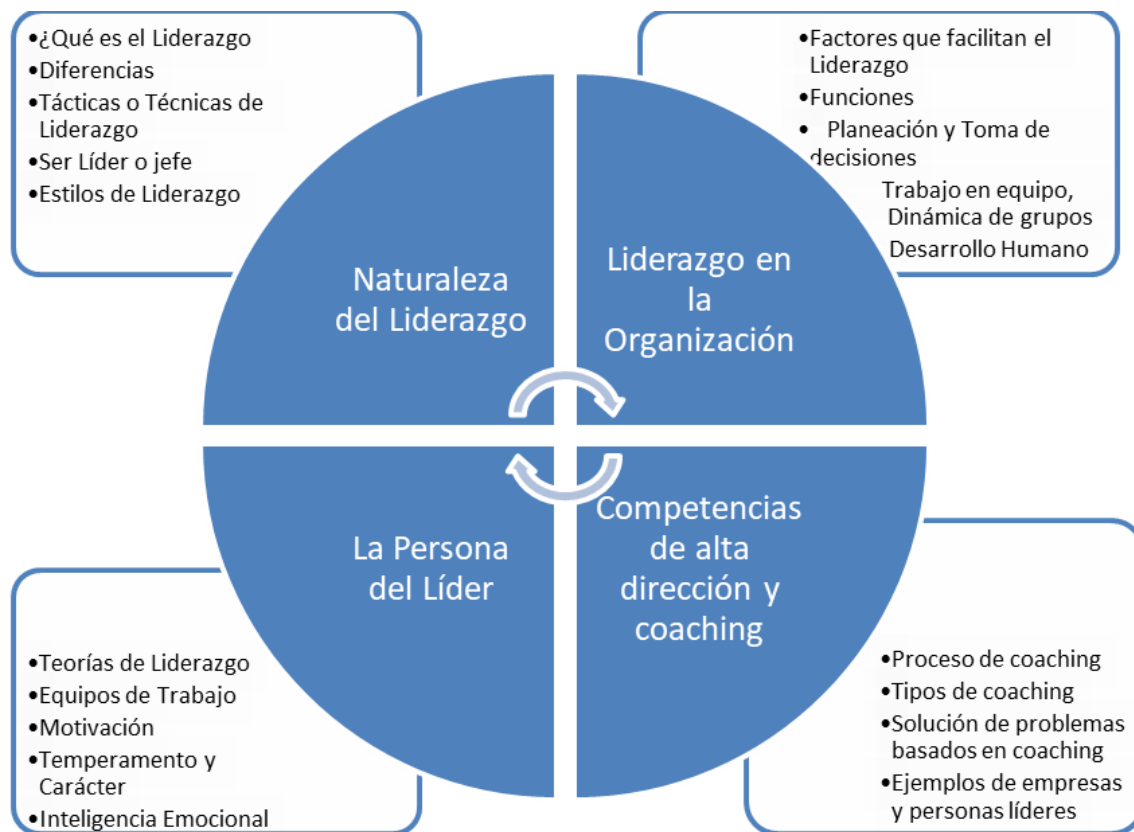 •¿Qué es el Liderazgo
•Diferencias
•Tácticas o Técnicas de
Liderazgo
•Ser Líder o jefe
•Estilos de Liderazgo
•Factores que facilitan el
Liderazgo
•Funciones
• Planeación y Toma de
decisiones
Trabajo en equipo,
Dinámica de grupos
Desarrollo Humano
Naturaleza
del Liderazgo
Liderazgo en
la
Organización
La Persona
del Líder
Competencias
de alta
dirección y
coaching
•Teorías de Liderazgo
•Equipos de Trabajo
•Motivación
•Temperamento y
Carácter
•Inteligencia Emocional
•Proceso de coaching
•Tipos de coaching
•Solución de problemas
basados en coaching
•Ejemplos de empresas
y personas líderes